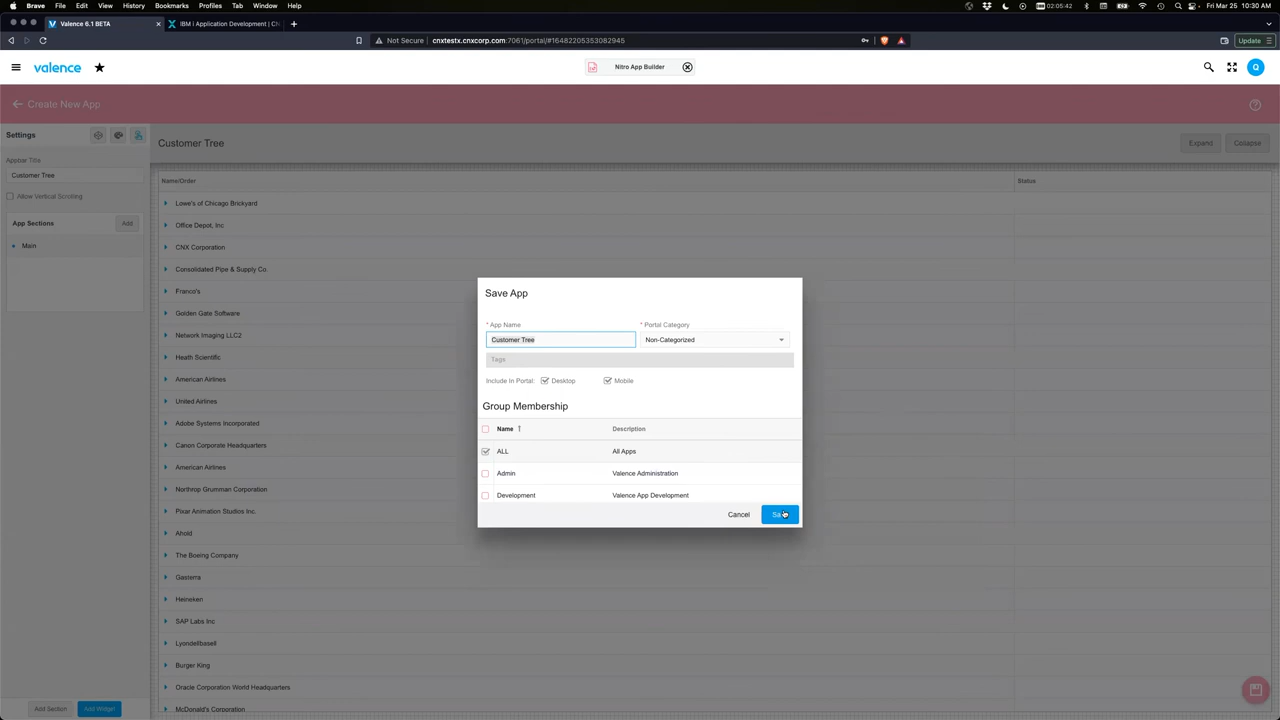 Brave File Edit View History Bookmarks Profiles Tab Window Help
02:05:42 Fri Mar 25 10:30 AM
Valence 6.1 BETA IBM i Application Development | CN
Not Secure cnxtestx.cnxcorp.com:7061/portal/#16482205353082945 Update
valence Nitro App Builder Q
Create New App
Settings Customer Tree Expand Collapse
Appbar Title
Customer Tree
Allow Vertical Scrolling
App Sections Add
Main
Name/Order Status
Lowe's of Chicago Brickyard
Office Depot, Inc
CNX Corporation
Consolidated Pipe & Supply Co.
Franco's
Golden Gate Software
Network Imaging LLC2
Heath Scientific
American Airlines
United Airlines
Adobe Systems Incorporated
Canon Corporate Headquarters
American Airlines
Northrop Grumman Corporation
Pixar Animation Studios Inc.
Ahold
The Boeing Company
Gasterra
Heineken
SAP Labs Inc
Lyondellbasell
Burger King
Oracle Corporation World Headquarters
McDonald's Corporation
Save App
* App Name * Portal Category
Customer Tree Non-Categorized
Tags
Include In Portal: Desktop Mobile
Group Membership
Name Description
ALL All Apps
Admin Valence Administration
Development Valence App Development
Cancel
Add Section Add Widget